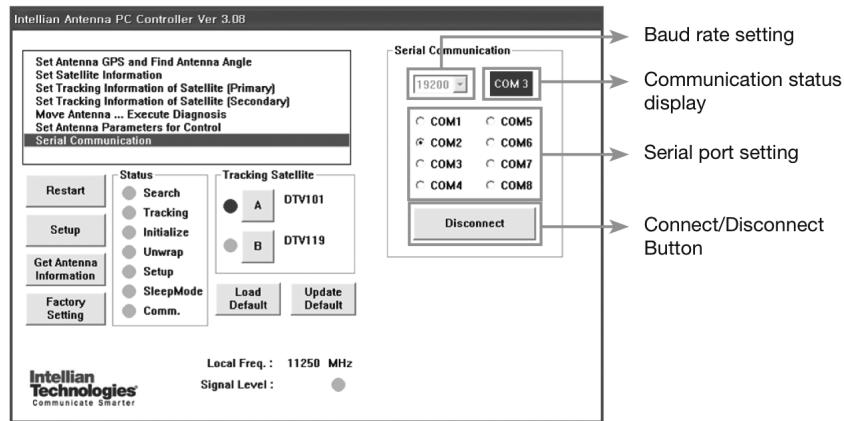 Intellian Antenna PC Controller Ver 3.08
Set Antenna GPS and Find Antenna Angle
Set Satellite Information
Set Tracking Information of Satellite (Primary)
Set Tracking Information of Satellite (Secondary)
Move Antenna ... Execute Diagnosis
Set Antenna Parameters for Control
Serial Communication
Restart
Setup
Get Antenna
Information
Factory
Setting
Status
Search
Tracking
Initialize
Unwrap
Setup
SleepMode
Comm.
Tracking Satellite
A DTV101
B DTV119
Load
Default
Update
Default
Local Freq. : 11250 MHz
Signal Level :
Intellian
Technologies
Communicate Smarter
Serial Communication
19200 COM 3
COM1 COM5
COM2 COM6
COM3 COM7
COM4 COM8
Disconnect
Baud rate setting
Communication status
display
Serial port setting
Connect/Disconnect
Button